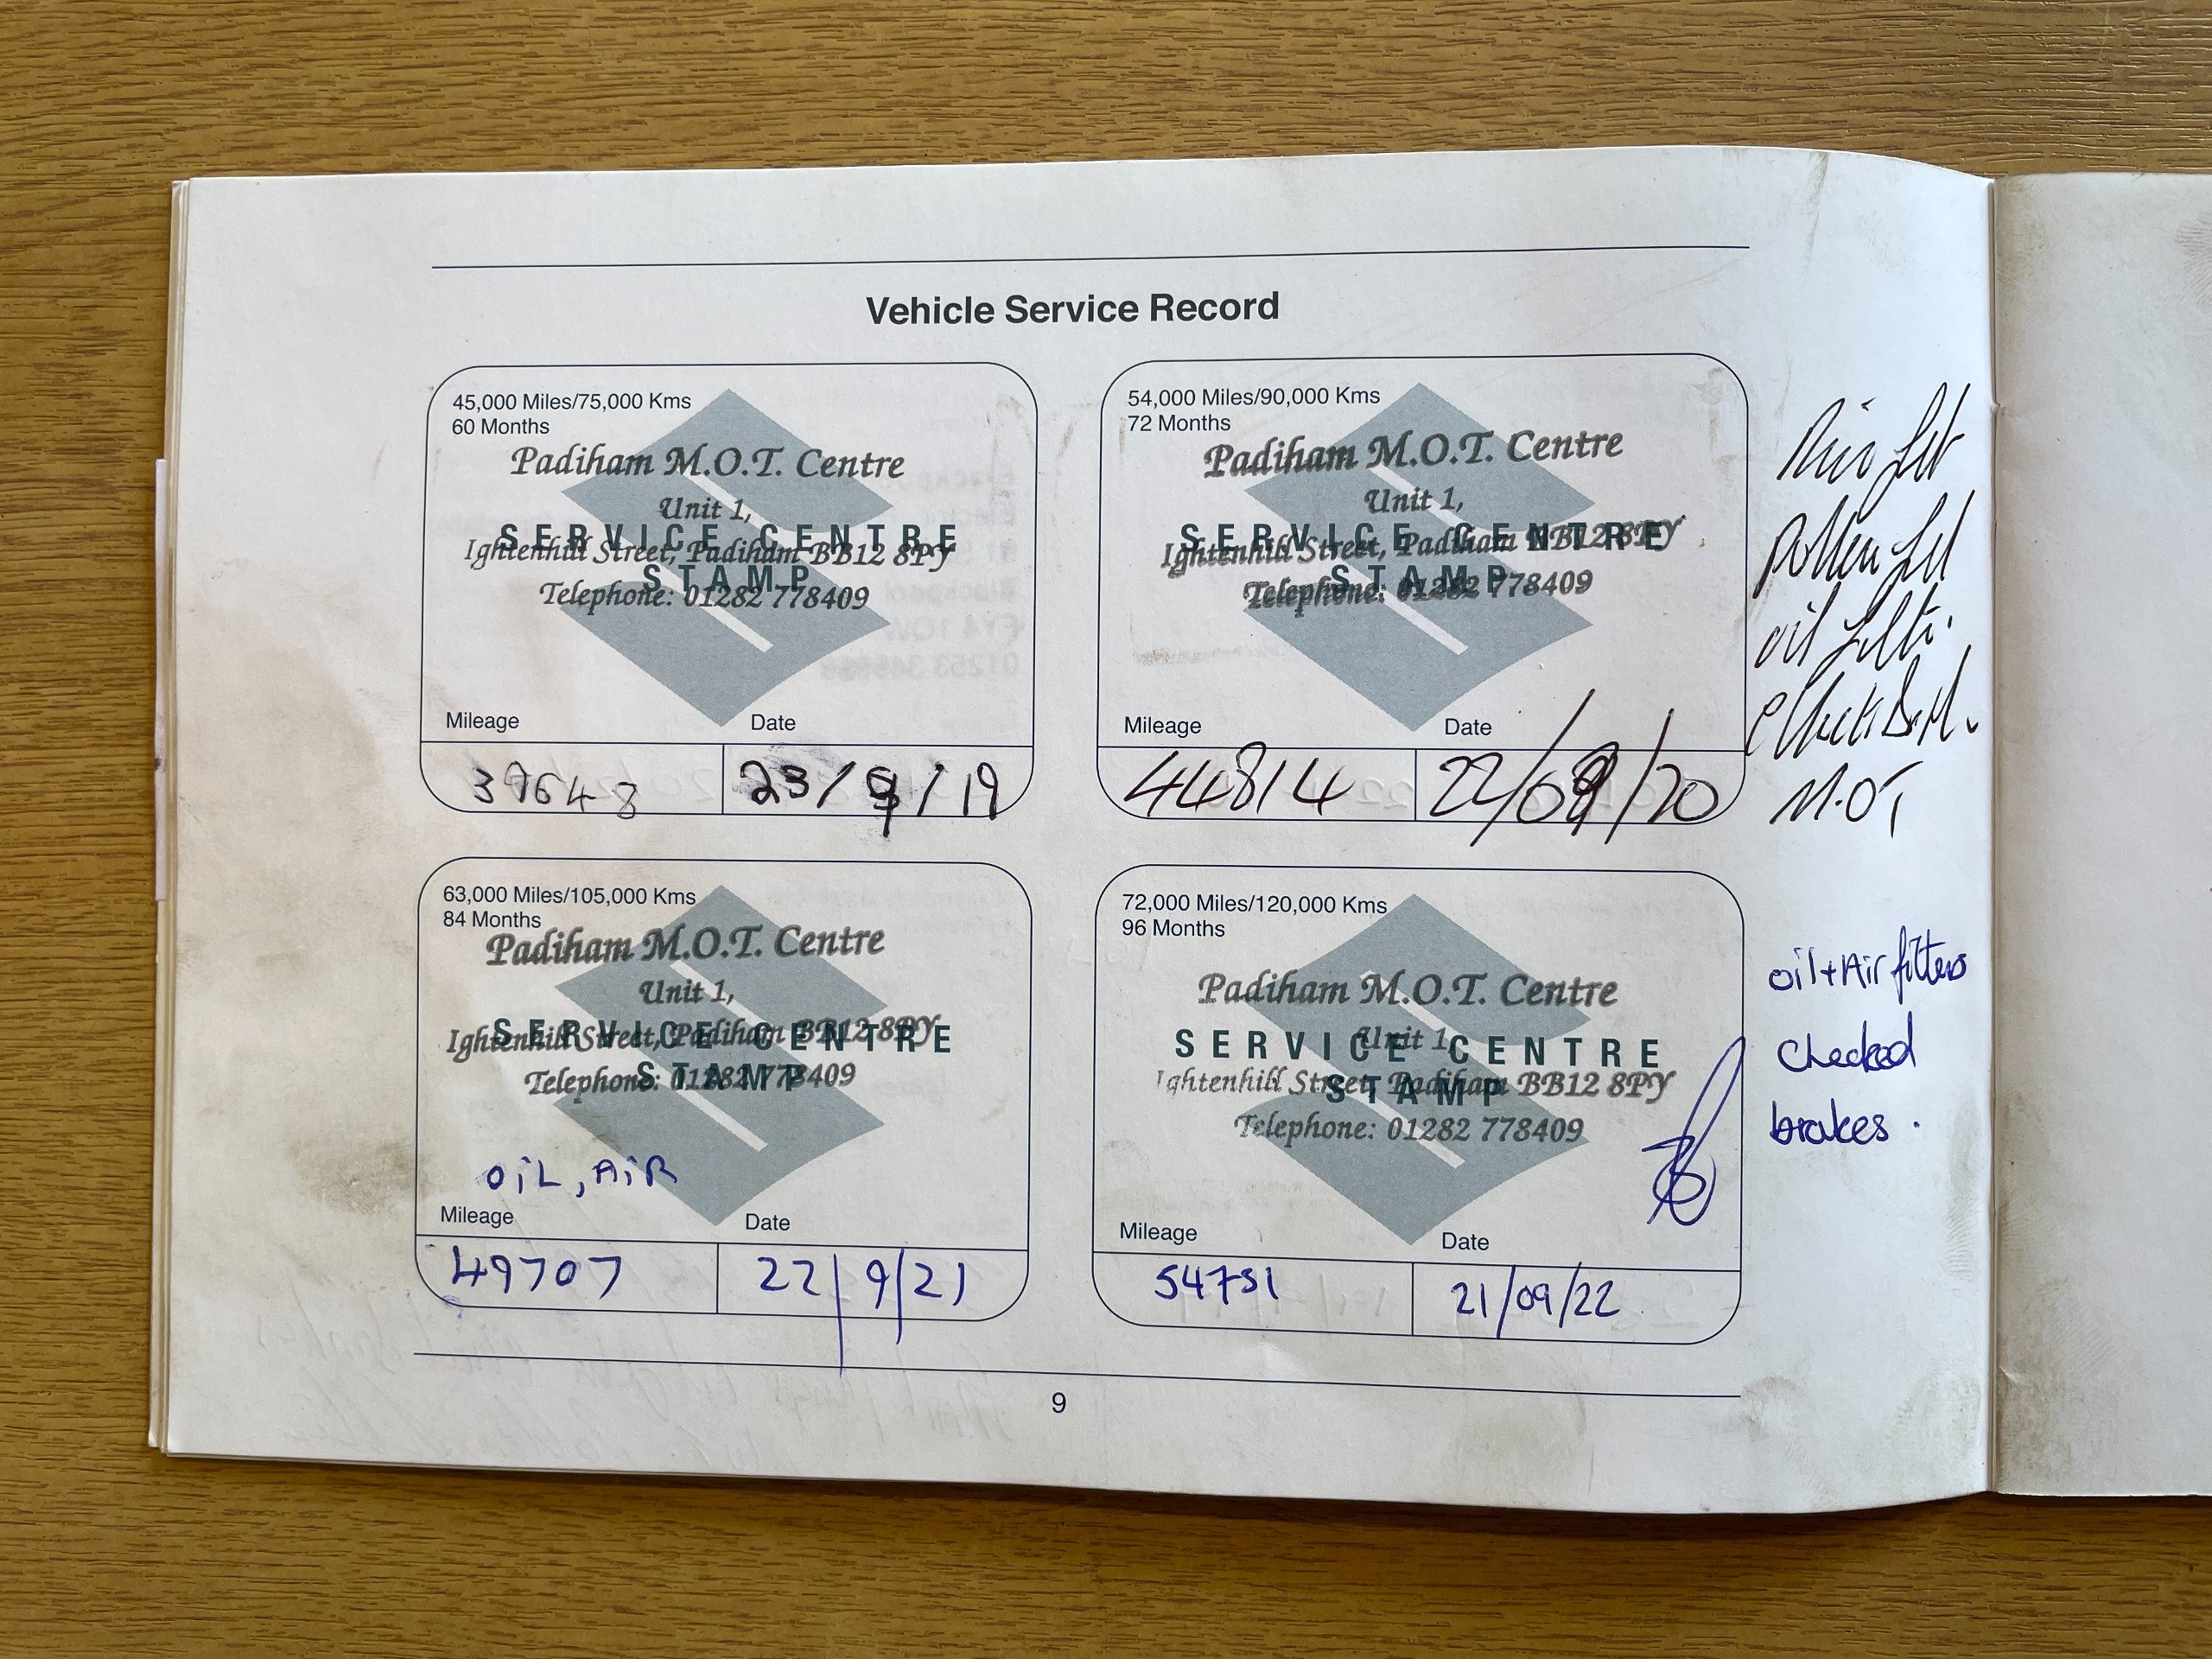 Vehicle Service Record
45,000 Miles/75,000 Kms
60 Months
Padiham M.O.T. Centre
Unit 1,
SERVICE CENTRE
Ightenhill Street, Padiham BB12 8PY
STAMP
Telephone: 01282 778409
Mileage Date
39648 23/9/19
54,000 Miles/90,000 Kms
72 Months
Padiham M.O.T. Centre
Unit 1,
SERVICE CENTRE
Ightenhill Street, Padiham BB12 8PY
STAMP
Telephone: 01282 778409
Mileage Date
44814 22/09/20
pollen
oil
M.O.T
63,000 Miles/105,000 Kms
84 Months
Padiham M.O.T. Centre
Unit 1,
SERVICE CENTRE
Ightenhill Street, Padiham BB12 8PY
STAMP
Telephone: 01282 778409
OiL, AiR
Mileage Date
49707 22/9/21
72,000 Miles/120,000 Kms
96 Months
Padiham M.O.T. Centre
Unit 1,
SERVICE CENTRE
Ightenhill Street, Padiham BB12 8PY
STAMP
Telephone: 01282 778409
Mileage Date
54751 21/09/22
oil + Air filters
Checked
brakes.
9